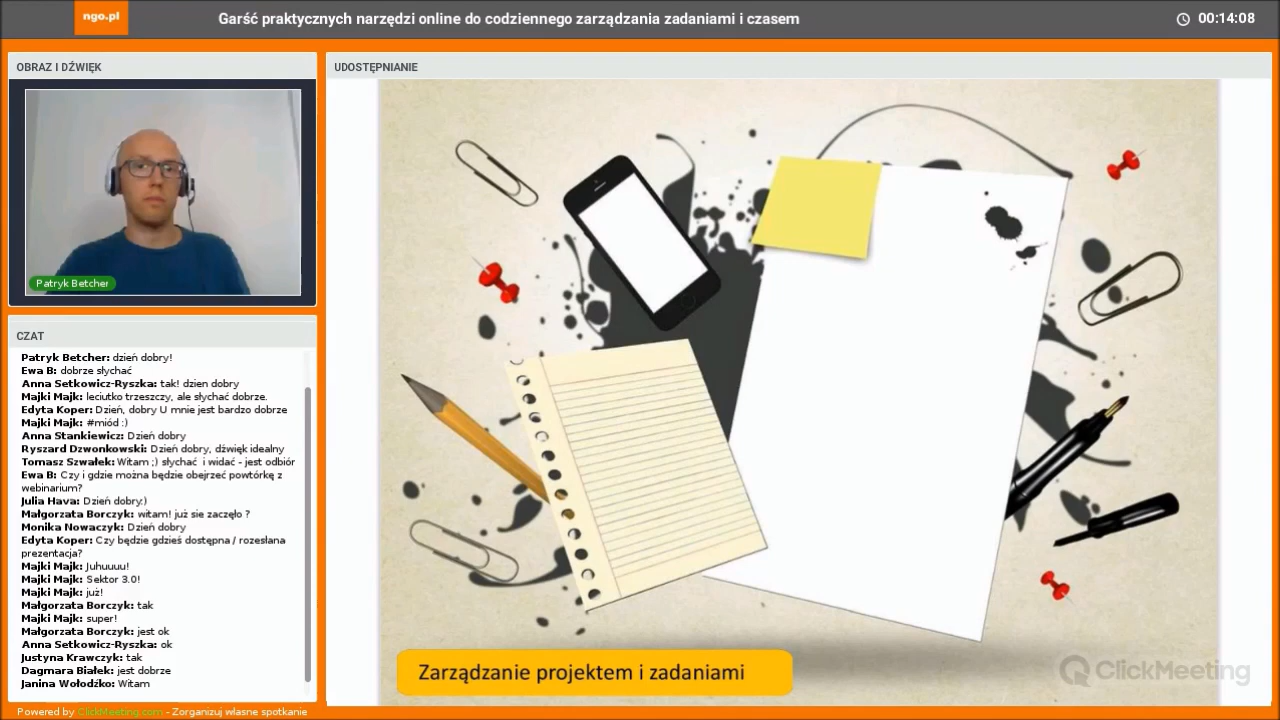 ngo.pl
Garść praktycznych narzędzi online do codziennego zarządzania zadaniami i czasem
00:14:08
OBRAZ I DŹWIĘK
Patryk Betcher
CZAT
Patryk Betcher: dzień dobry!
Ewa B: dobrze słychać
Anna Setkowicz-Ryszka: tak! dzien dobry
Majki Majk: leciutko trzeszczy, ale słychać dobrze.
Edyta Koper: Dzień, dobry U mnie jest bardzo dobrze
Majki Majk: #miód :)
Anna Stankiewicz: Dzień dobry
Ryszard Dzwonkowski: Dzień dobry, dźwięk idealny
Tomasz Szwałek: Witam ;) słychać i widać - jest odbiór
Ewa B: Czy i gdzie można będzie obejrzeć powtórkę z
webinarium?
Julia Hava: Dzień dobry:)
Małgorzata Borczyk: witam! już sie zaczęło ?
Monika Nowaczyk: Dzień dobry
Edyta Koper: Czy będzie gdzieś dostępna / rozesłana
prezentacja?
Majki Majk: Juhuuuu!
Majki Majk: Sektor 3.0!
Majki Majk: już!
Małgorzata Borczyk: tak
Majki Majk: super!
Małgorzata Borczyk: jest ok
Anna Setkowicz-Ryszka: ok
Justyna Krawczyk: tak
Dagmara Białek: jest dobrze
Janina Wołodźko: Witam
Powered by ClickMeeting.com - Zorganizuj własne spotkanie
UDOSTĘPNIANIE
Zarządzanie projektem i zadaniami
ClickMeeting